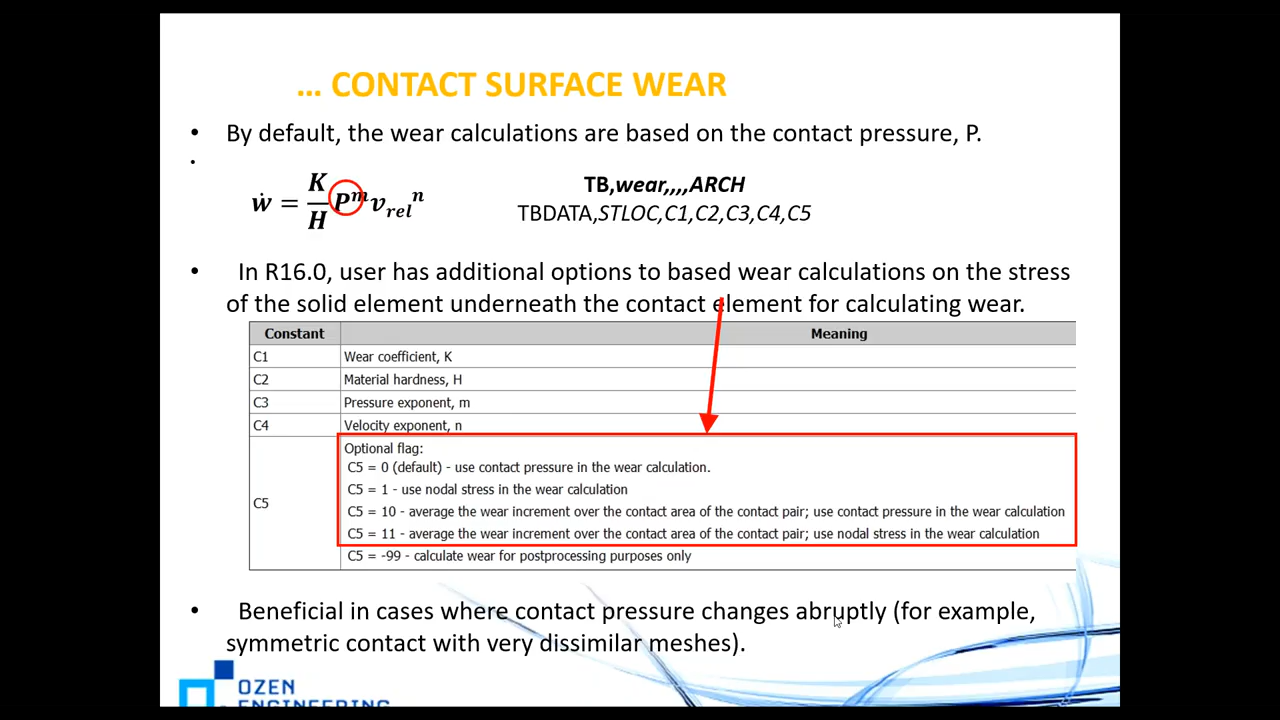 ... CONTACT SURFACE WEAR
• By default, the wear calculations are based on the contact pressure, P.
•
ẇ = K/H P^m v_rel^n
TB,wear,,,,ARCH
TBDATA,STLOC,C1,C2,C3,C4,C5
• In R16.0, user has additional options to based wear calculations on the stress
of the solid element underneath the contact element for calculating wear.
Constant Meaning
C1 Wear coefficient, K
C2 Material hardness, H
C3 Pressure exponent, m
C4 Velocity exponent, n
C5 Optional flag:
C5 = 0 (default) - use contact pressure in the wear calculation.
C5 = 1 - use nodal stress in the wear calculation
C5 = 10 - average the wear increment over the contact area of the contact pair; use contact pressure in the wear calculation
C5 = 11 - average the wear increment over the contact area of the contact pair; use nodal stress in the wear calculation
C5 = -99 - calculate wear for postprocessing purposes only
• Beneficial in cases where contact pressure changes abruptly (for example,
symmetric contact with very dissimilar meshes).
OZEN
ENGINEERING